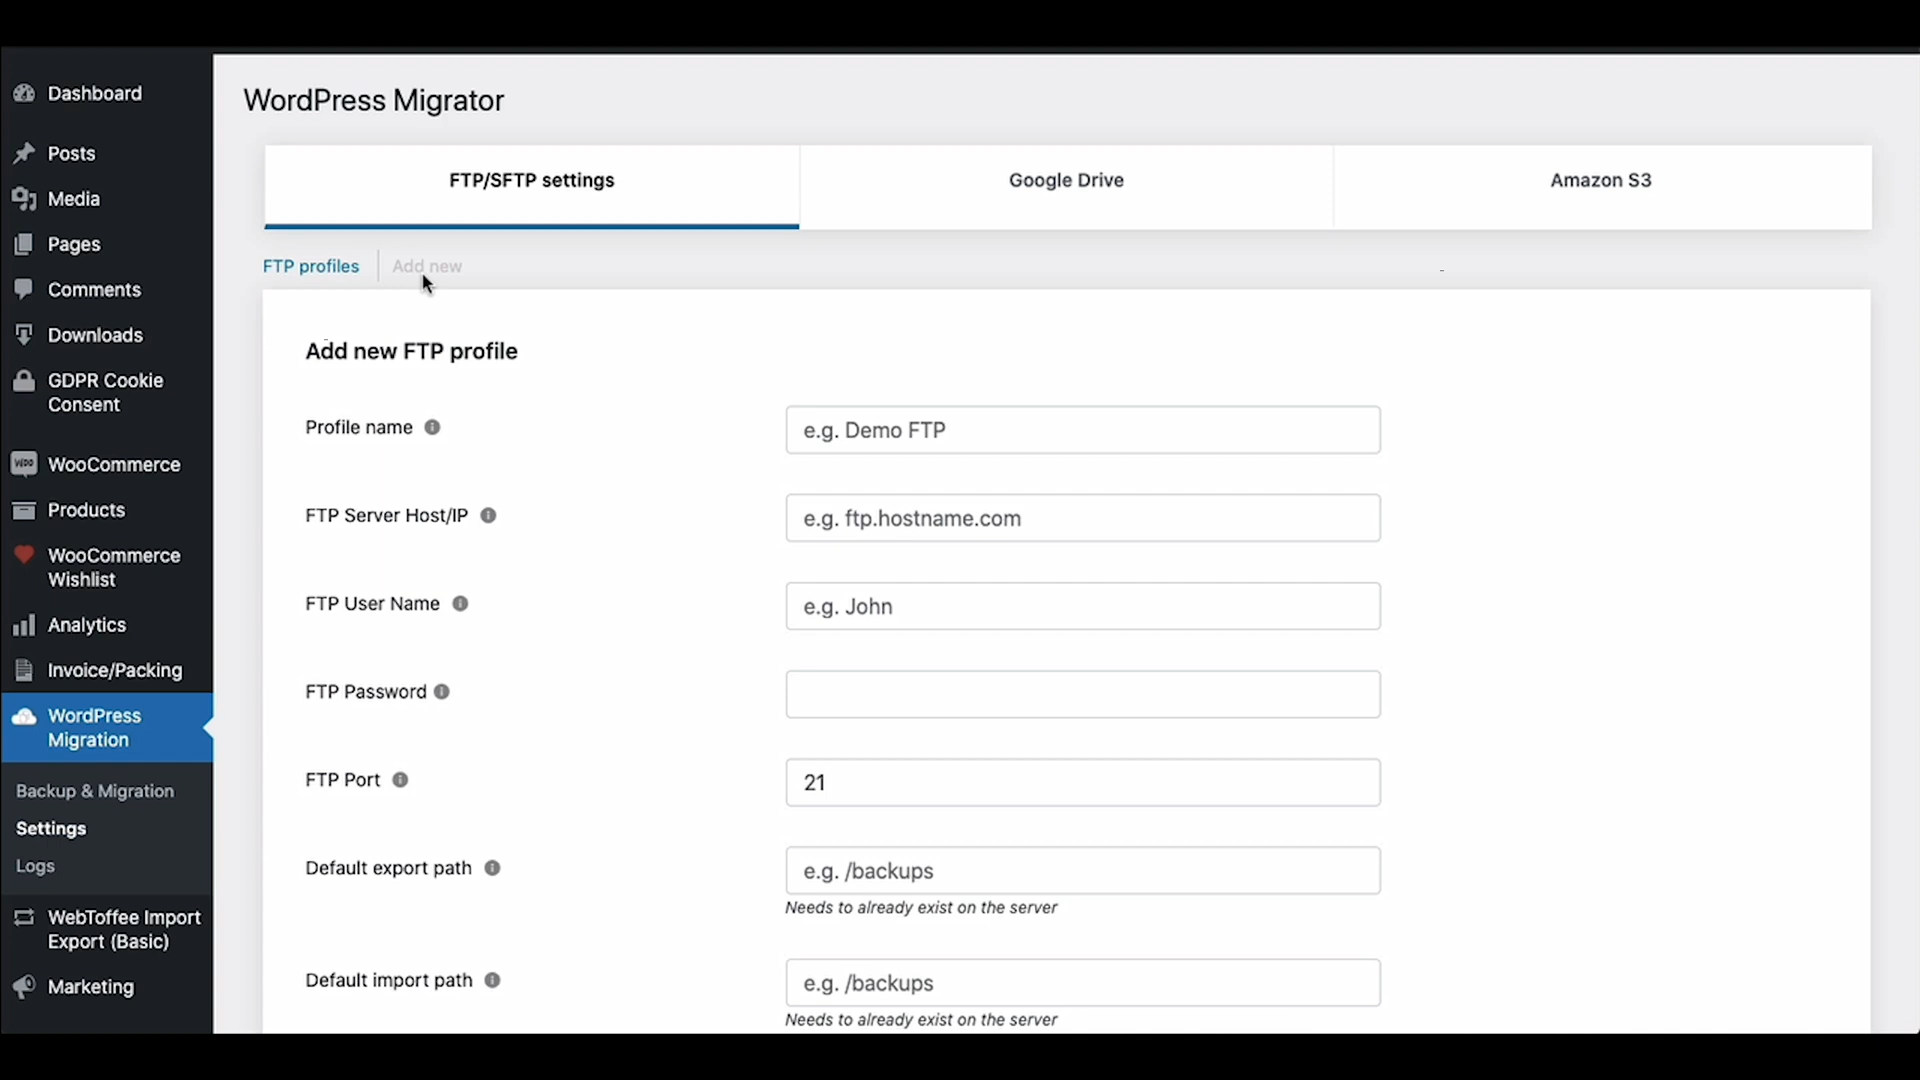 WordPress Migrator
Dashboard
Posts
Media
Pages
Comments
Downloads
GDPR Cookie
Consent
Woo
WooCommerce
Products
WooCommerce
Wishlist
Analytics
Invoice/Packing
WordPress
Migration
Backup & Migration
Settings
Logs
WebToffee Import
Export (Basic)
Marketing
FTP/SFTP settings
Google Drive
Amazon S3
FTP profiles
Add new
Add new FTP profile
Profile name
e.g. Demo FTP
FTP Server Host/IP
e.g. ftp.hostname.com
FTP User Name
e.g. John
FTP Password
FTP Port
21
Default export path
e.g. /backups
Needs to already exist on the server
Default import path
e.g. /backups
Needs to already exist on the server